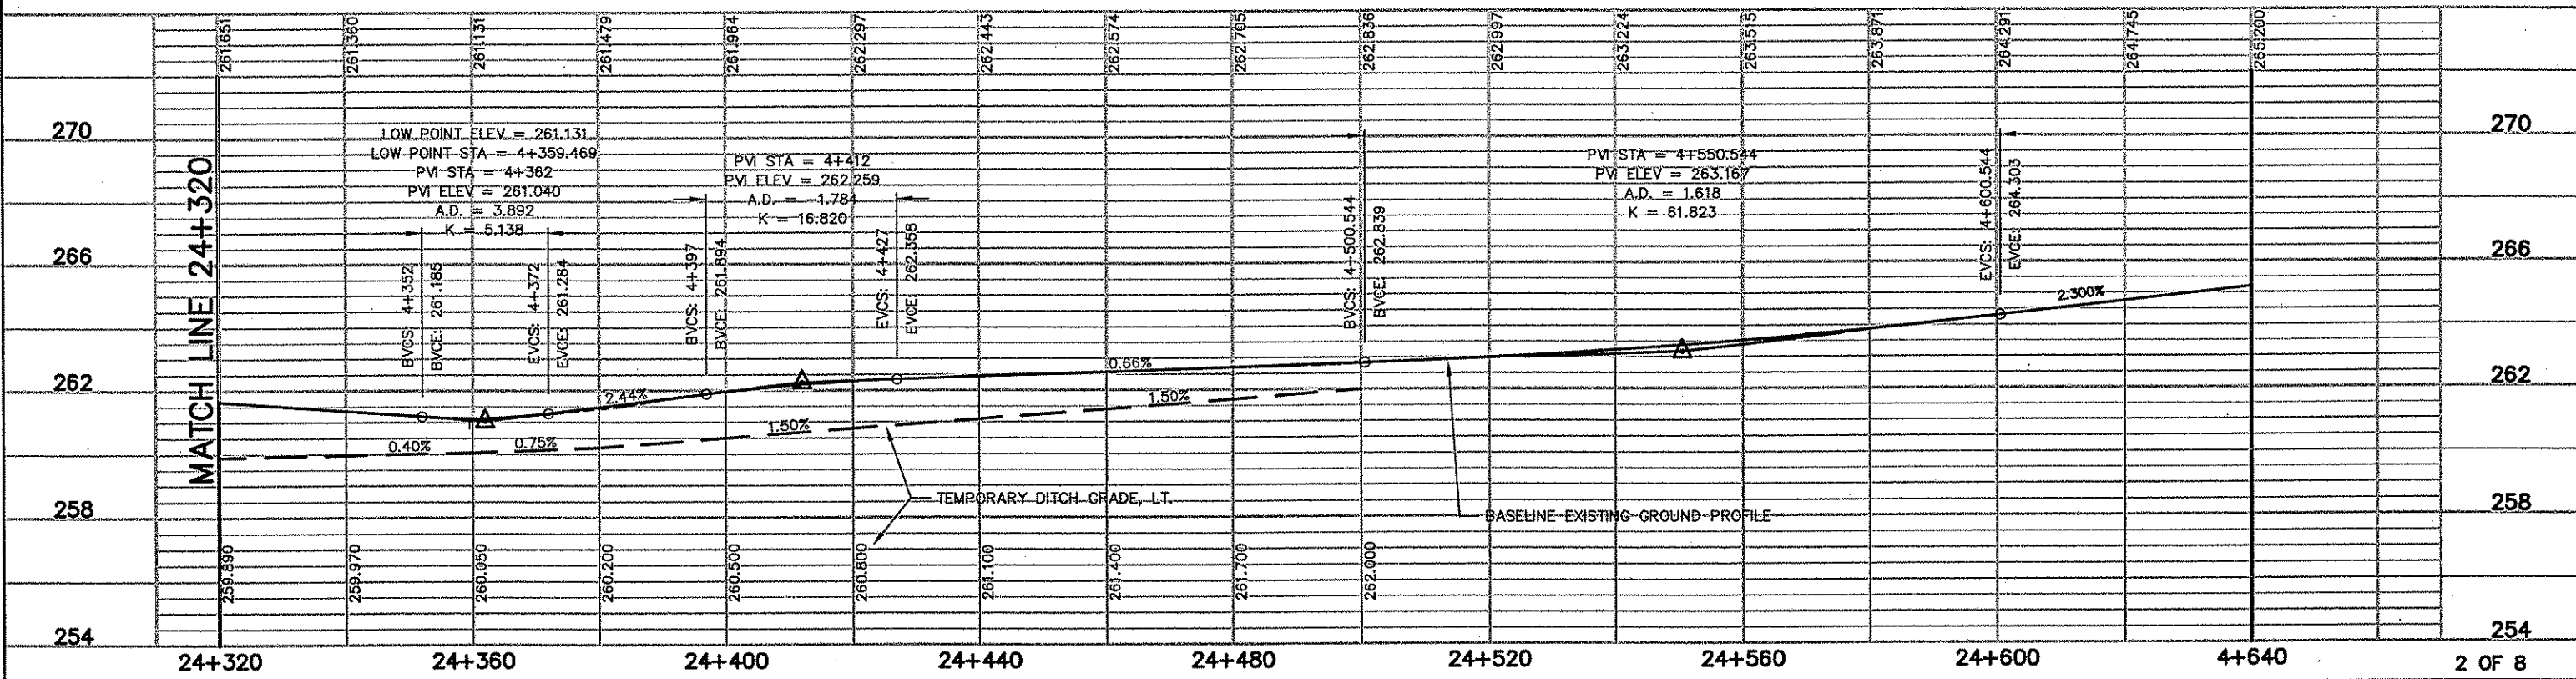 261.651
261.360
261.131
261.479
261.964
262.297
262.443
262.574
262.705
262.836
262.997
263.224
263.515
263.871
264.291
264.745
265.200
270
270
LOW POINT ELEV = 261.131
LOW POINT STA = 4+359.469
PVI STA = 4+362
PVI ELEV = 261.040
A.D. = 3.892
K = 5.138
PVI STA = 4+412
PVI ELEV = 262.259
A.D. = -1.784
K = 16.820
PVI STA = 4+550.544
PVI ELEV = 263.167
A.D. = 1.618
K = 61.823
MATCH LINE 24+320
266
266
BVCS: 4+352
BVCE: 261.185
EVCS: 4+372
EVCE: 261.284
BVCS: 4+397
BVCE: 261.894
EVCS: 4+427
EVCE: 262.358
BVCS: 4+500.544
BVCE: 262.839
EVCS: 4+600.544
EVCE: 264.303
2.300%
262
262
2.44%
0.66%
1.50%
0.40%
0.75%
1.50%
TEMPORARY DITCH GRADE, LT.
BASELINE EXISTING GROUND PROFILE
258
258
259.890
259.970
260.050
260.200
260.500
260.800
261.100
261.400
261.700
262.000
254
254
24+320
24+360
24+400
24+440
24+480
24+520
24+560
24+600
4+640
2 OF 8